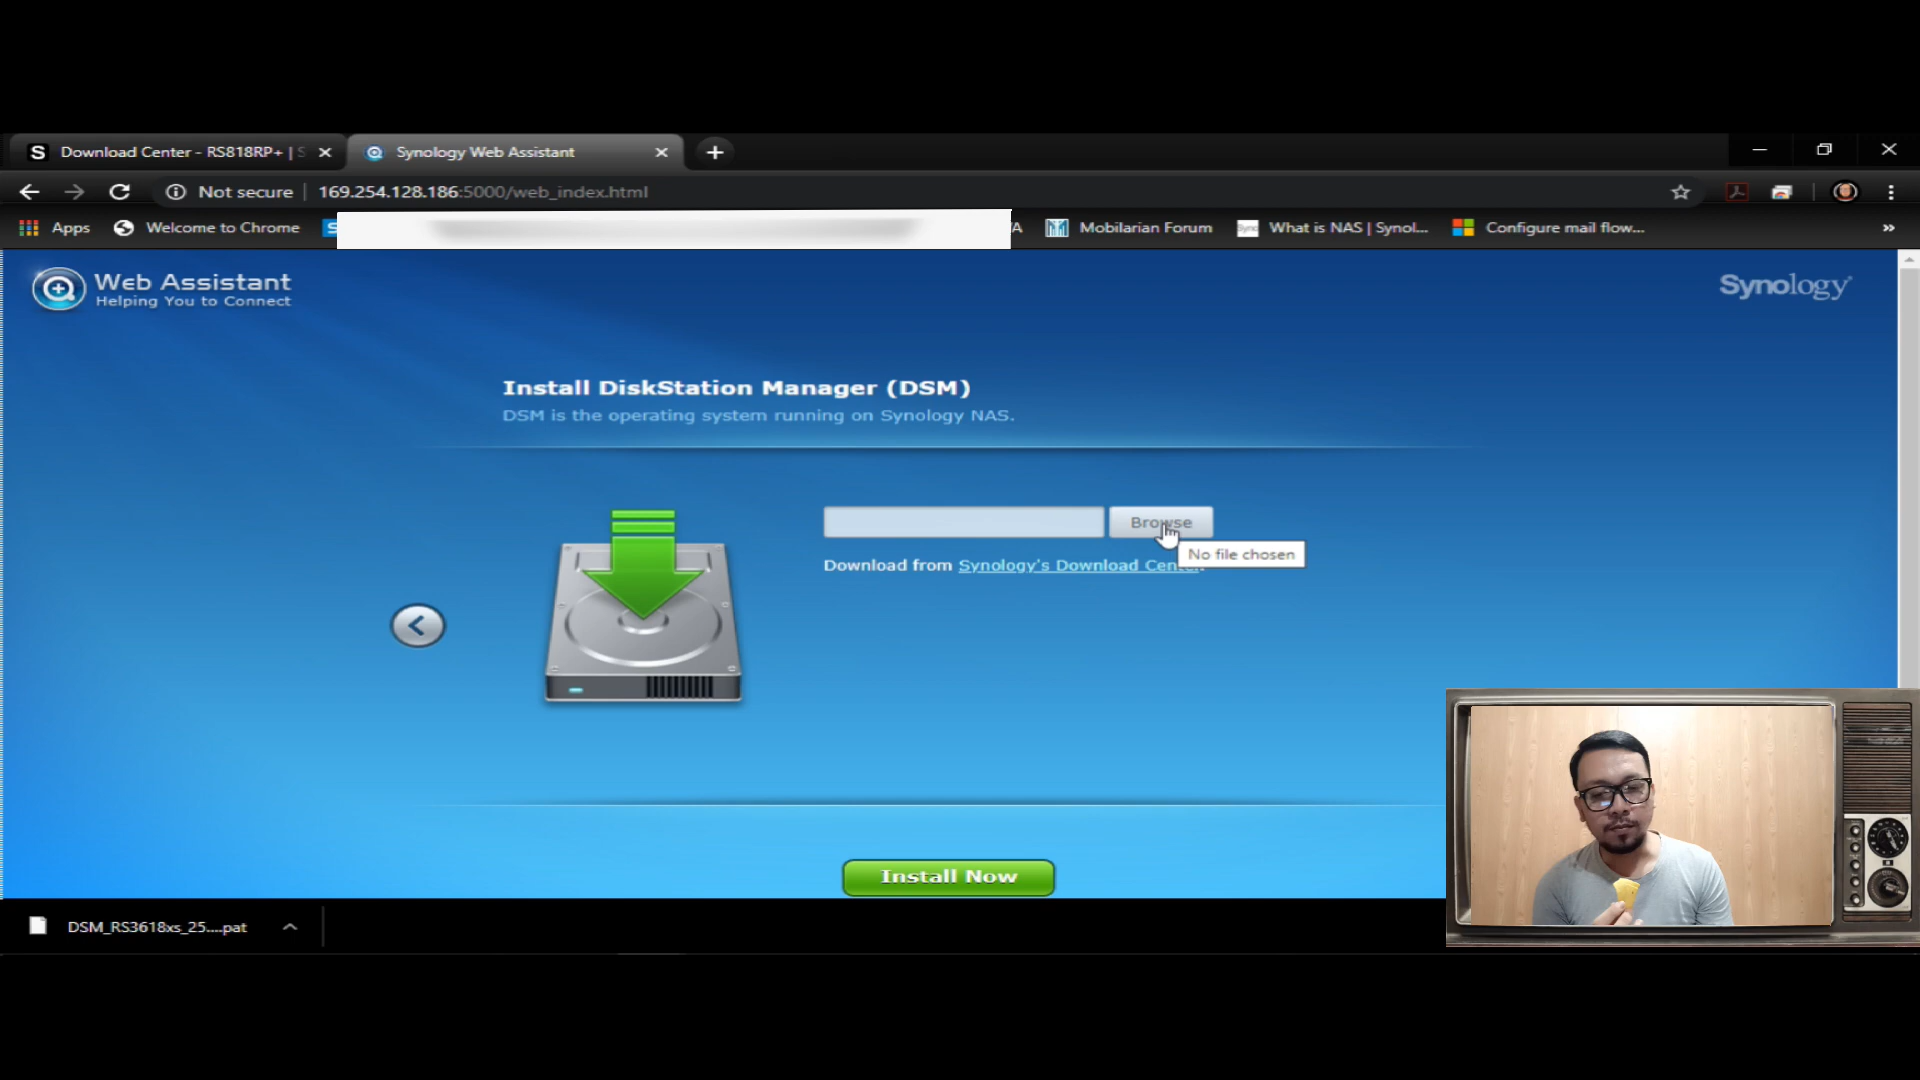 Download Center - RS818RP+ | S
Synology Web Assistant
Not secure
169.254.128.186:5000/web_index.html
Apps
Welcome to Chrome
Mobilarian Forum
What is NAS | Synol...
Configure mail flow...
Web Assistant
Helping You to Connect
Synology
Install DiskStation Manager (DSM)
DSM is the operating system running on Synology NAS.
Browse
No file chosen
Download from Synology's Download Cen
Install Now
DSM_RS3618xs_25....pat